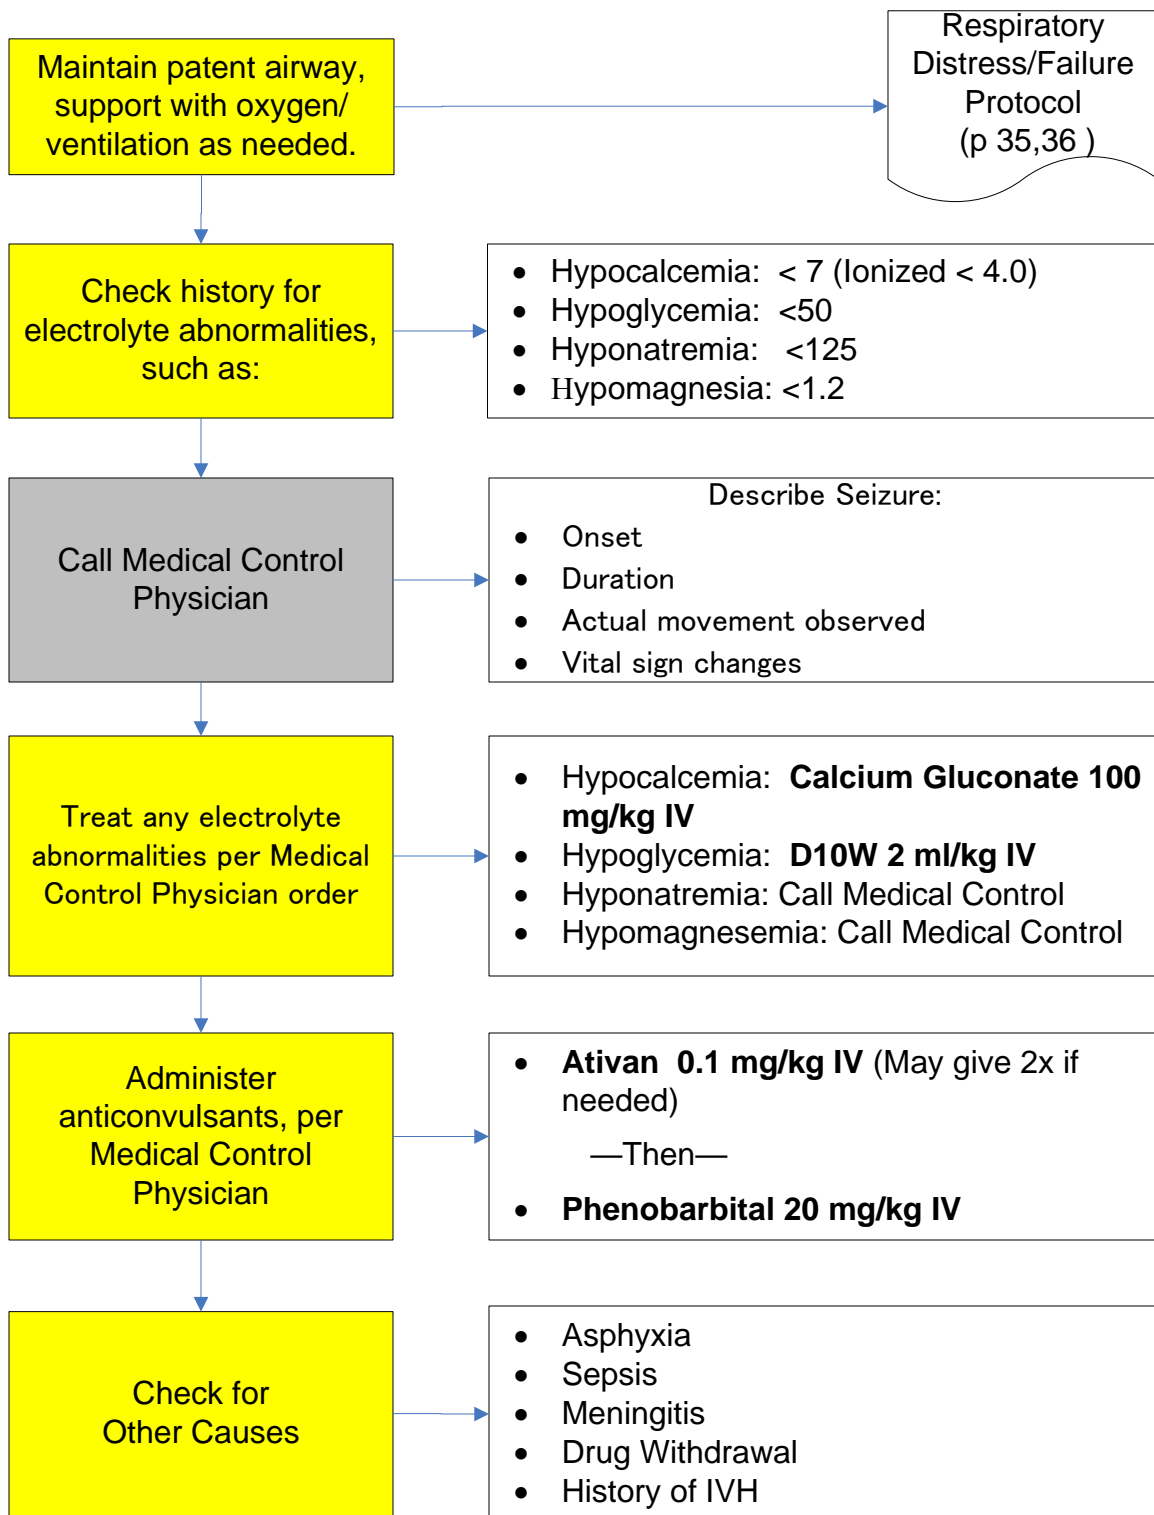 Maintain patent airway,
support with oxygen/
ventilation as needed.
Respiratory
Distress/Failure
Protocol
(p 35,36 )
Check history for
electrolyte abnormalities,
such as:
• Hypocalcemia: < 7 (Ionized < 4.0)
• Hypoglycemia: <50
• Hyponatremia: <125
• Hypomagnesia: <1.2
Call Medical Control
Physician
Describe Seizure:
• Onset
• Duration
• Actual movement observed
• Vital sign changes
Treat any electrolyte
abnormalities per Medical
Control Physician order
• Hypocalcemia: Calcium Gluconate 100
mg/kg IV
• Hypoglycemia: D10W 2 ml/kg IV
• Hyponatremia: Call Medical Control
• Hypomagnesemia: Call Medical Control
Administer
anticonvulsants, per
Medical Control
Physician
• Ativan 0.1 mg/kg IV (May give 2x if
needed)
—Then—
• Phenobarbital 20 mg/kg IV
Check for
Other Causes
• Asphyxia
• Sepsis
• Meningitis
• Drug Withdrawal
• History of IVH